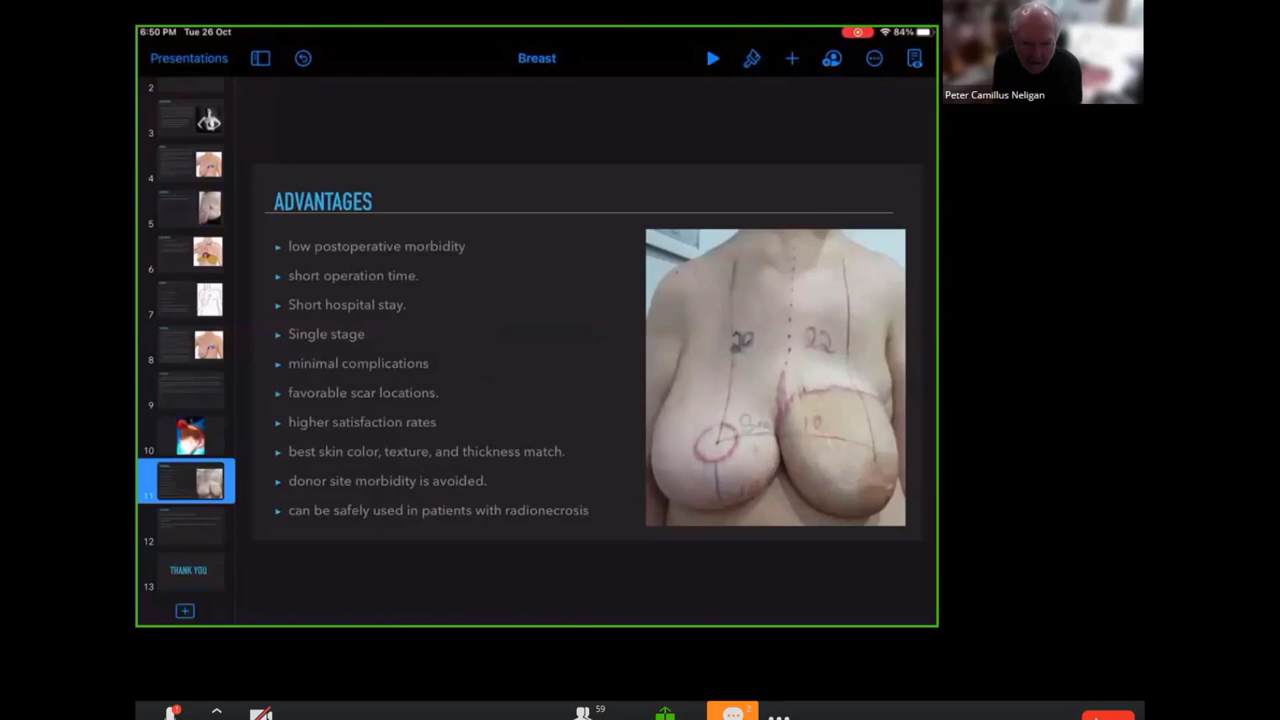 6:50 PM Tue 26 Oct
84%
Presentations
Breast
Peter Camillus Neligan
2
3
4
5
6
7
8
9
10
11
12
13
THANK YOU
ADVANTAGES
low postoperative morbidity
short operation time.
Short hospital stay.
Single stage
minimal complications
favorable scar locations.
higher satisfaction rates
best skin color, texture, and thickness match.
donor site morbidity is avoided.
can be safely used in patients with radionecrosis
22
10
59
2